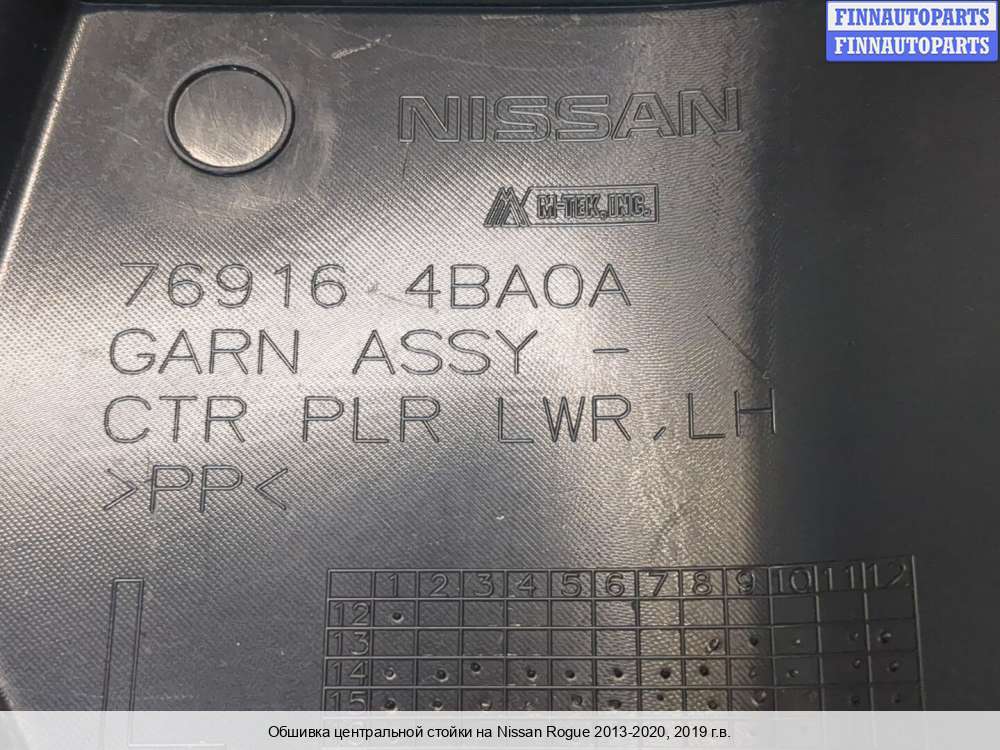 FINNAUTOPARTS
FINNAUTOPARTS
NISSAN
M-TEK, INC.
76916 4BA0A
GARN ASSY -
CTR PLR LWR, LH
>PP<
1 2 3 4 5 6 7 8 9 10 11 12
12
13
14
15
Обшивка центральной стойки на Nissan Rogue 2013-2020, 2019 г.в.